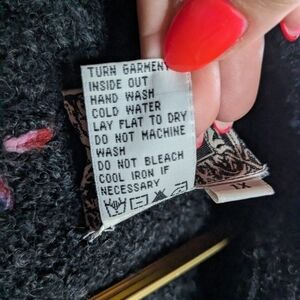 TURN GARMENT
INSIDE OUT
HAND WASH
COLD WATER
LAY FLAT TO DRY
DO NOT MACHINE
WASH
DO NOT BLEACH
COOL IRON IF
NECESSARY
XL